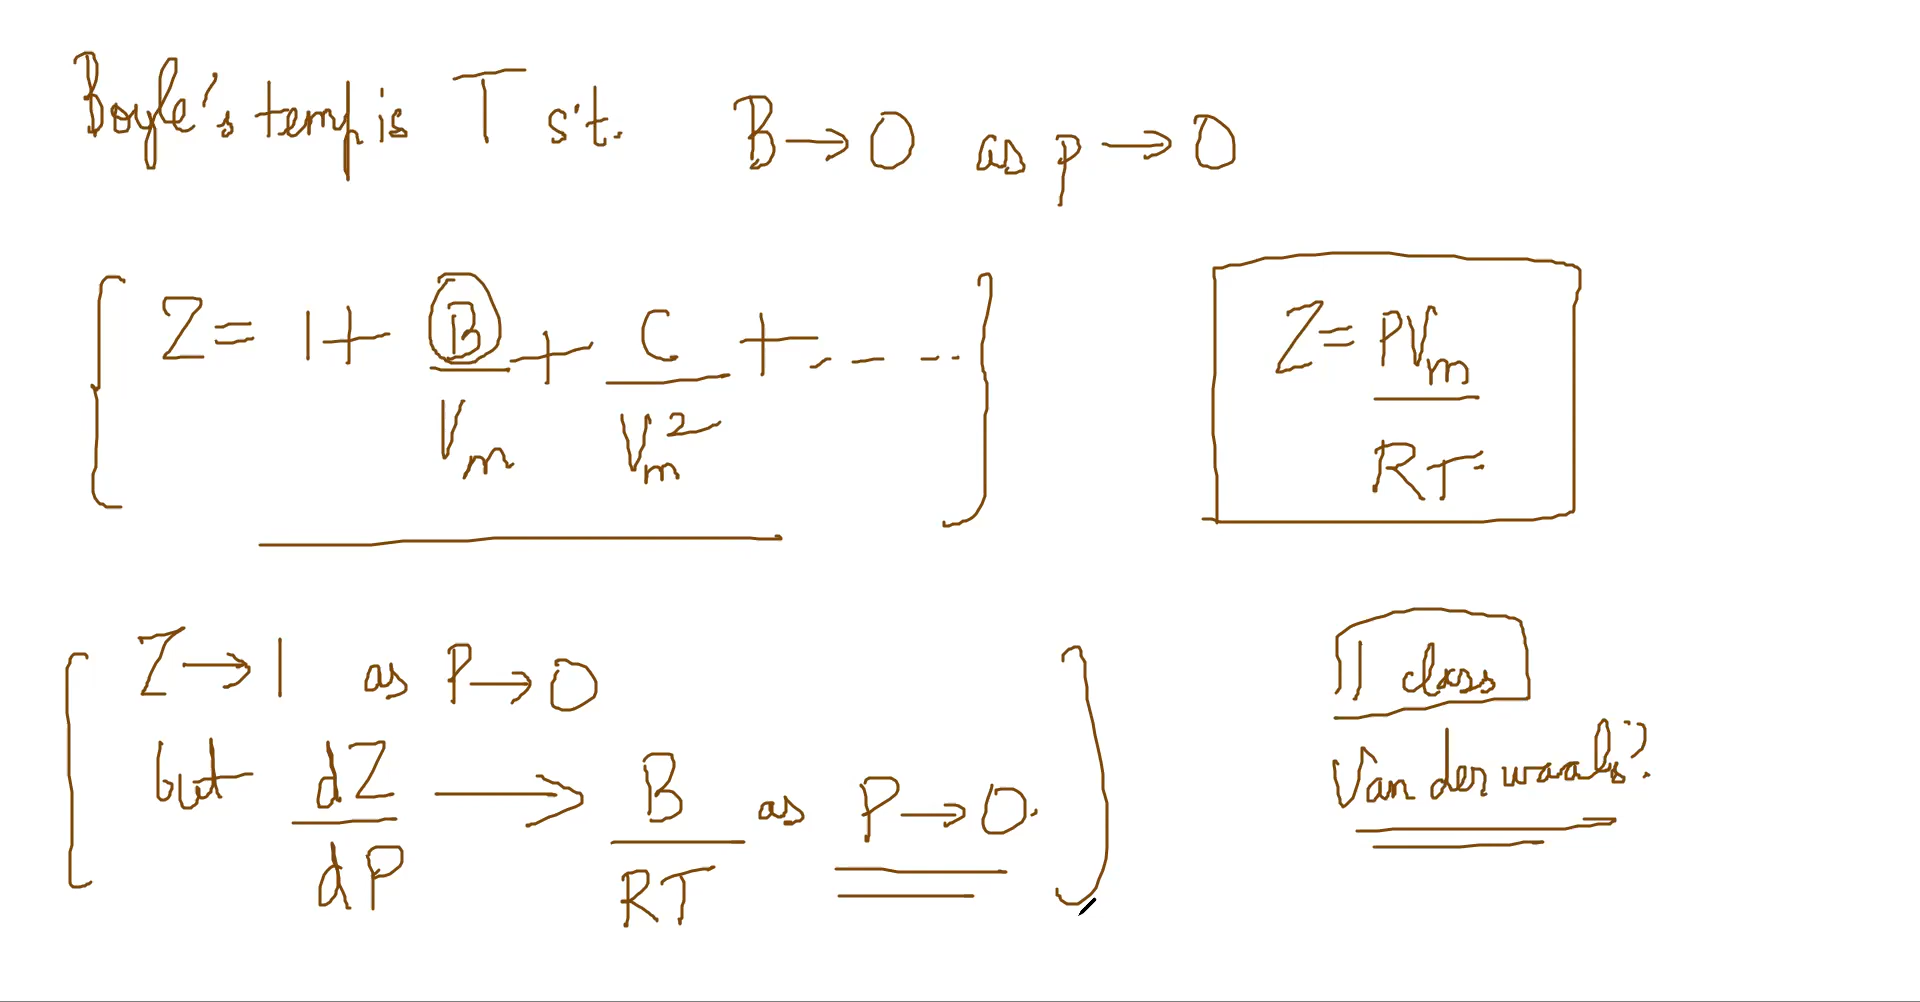 Boyle's temp is T s.t. B → 0 as p → 0
Z = 1 + B/Vm + C/Vm² + . - - - -
Z = PVm/RT
Z → 1 as P → 0
but dZ/dP → B/RT as P → 0.
11 class
Van der waals?